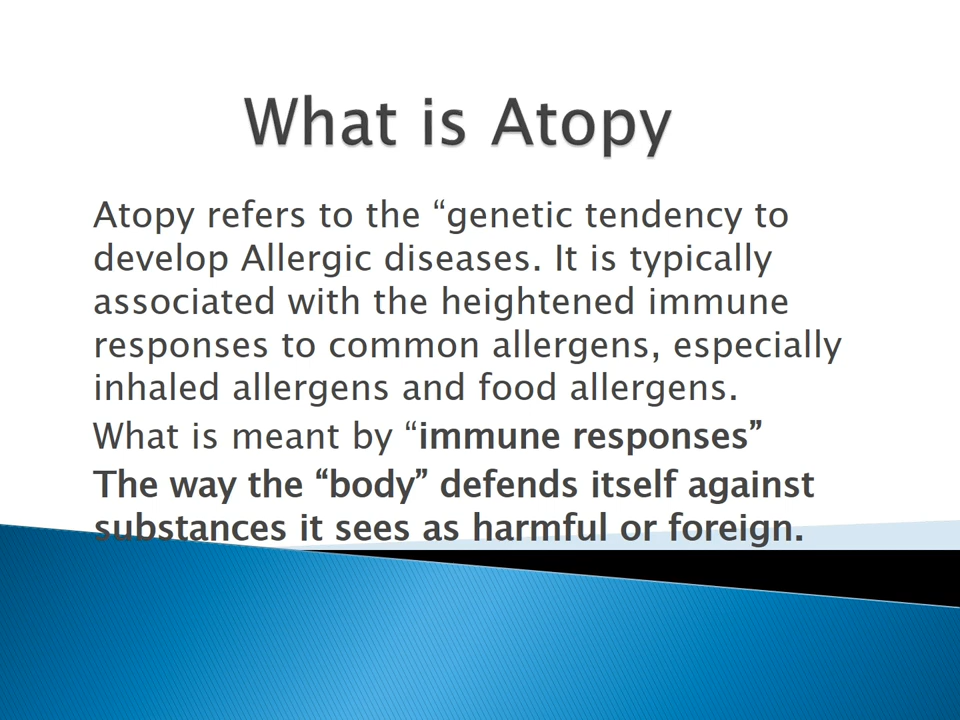 What is Atopy
Atopy refers to the “genetic tendency to
develop Allergic diseases. It is typically
associated with the heightened immune
responses to common allergens, especially
inhaled allergens and food allergens.
What is meant by “immune responses”
The way the “body” defends itself against
substances it sees as harmful or foreign.